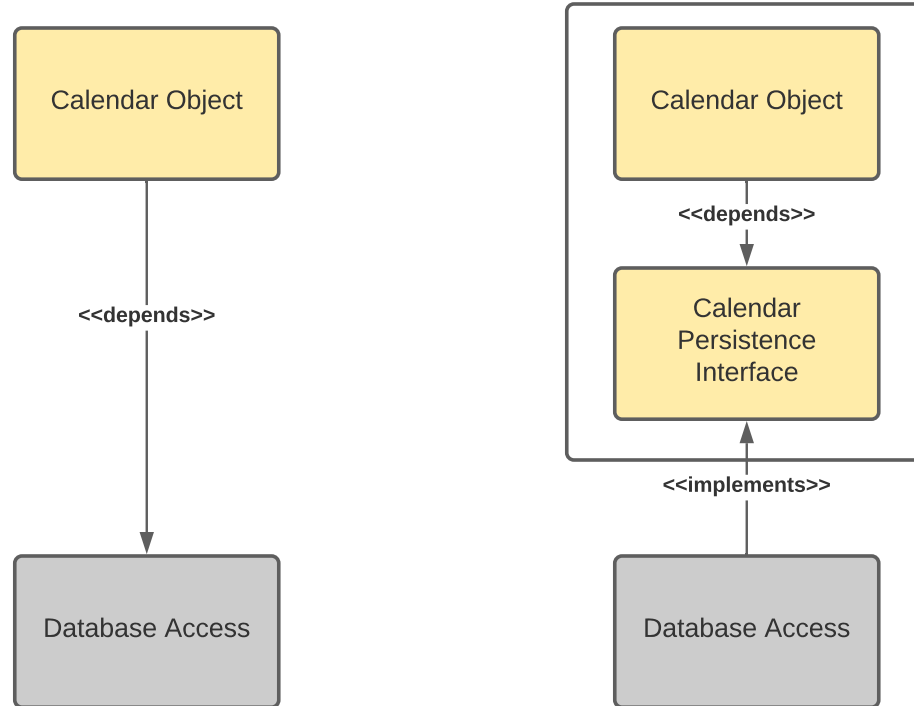 Calendar Object
<<depends>>
Database Access
Calendar Object
<<depends>>
Calendar
Persistence
Interface
<<implements>>
Database Access